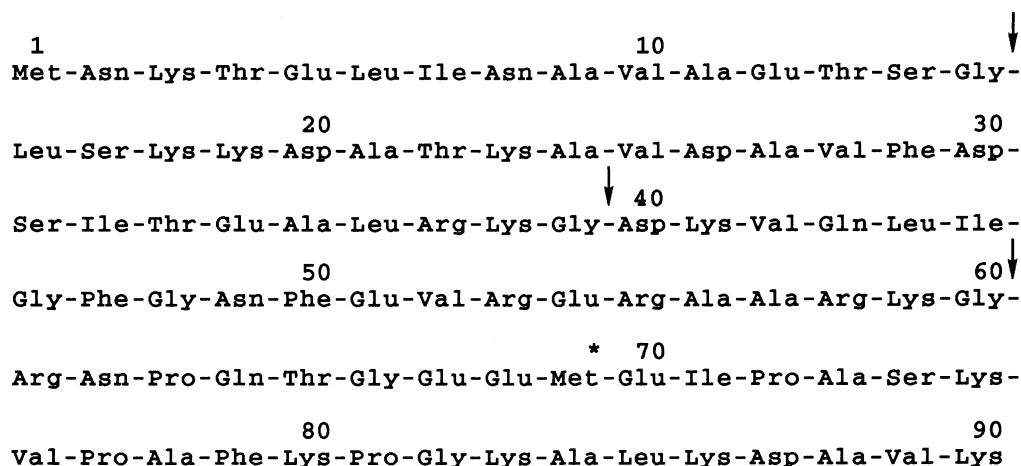 1 10
Met-Asn-Lys-Thr-Glu-Leu-Ile-Asn-Ala-Val-Ala-Glu-Thr-Ser-Gly-
20 30
Leu-Ser-Lys-Lys-Asp-Ala-Thr-Lys-Ala-Val-Asp-Ala-Val-Phe-Asp-
40
Ser-Ile-Thr-Glu-Ala-Leu-Arg-Lys-Gly-Asp-Lys-Val-Gln-Leu-Ile-
50 60
Gly-Phe-Gly-Asn-Phe-Glu-Val-Arg-Glu-Arg-Ala-Ala-Arg-Lys-Gly-
* 70
Arg-Asn-Pro-Gln-Thr-Gly-Glu-Glu-Met-Glu-Ile-Pro-Ala-Ser-Lys-
80 90
Val-Pro-Ala-Phe-Lys-Pro-Gly-Lys-Ala-Leu-Lys-Asp-Ala-Val-Lys